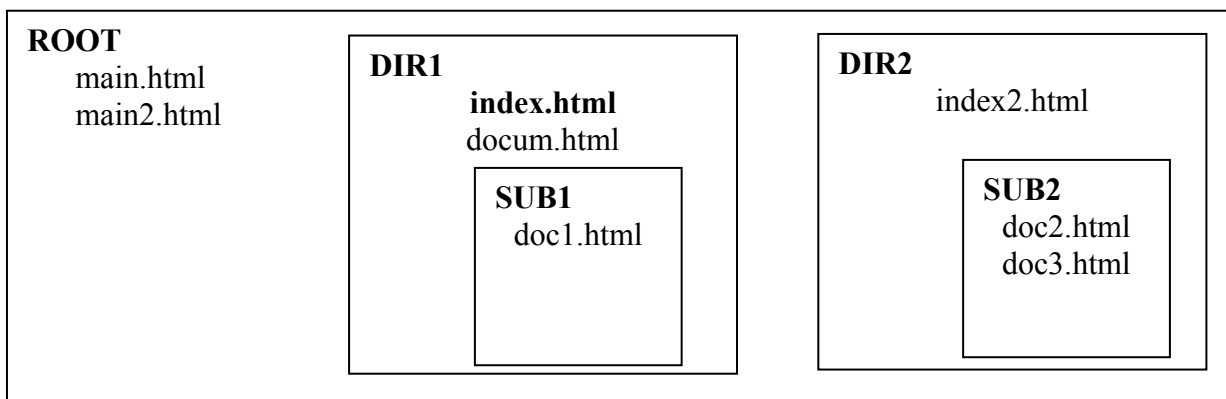 ROOT
main.html
main2.html
DIR1
index.html
docum.html
SUB1
doc1.html
DIR2
index2.html
SUB2
doc2.html
doc3.html